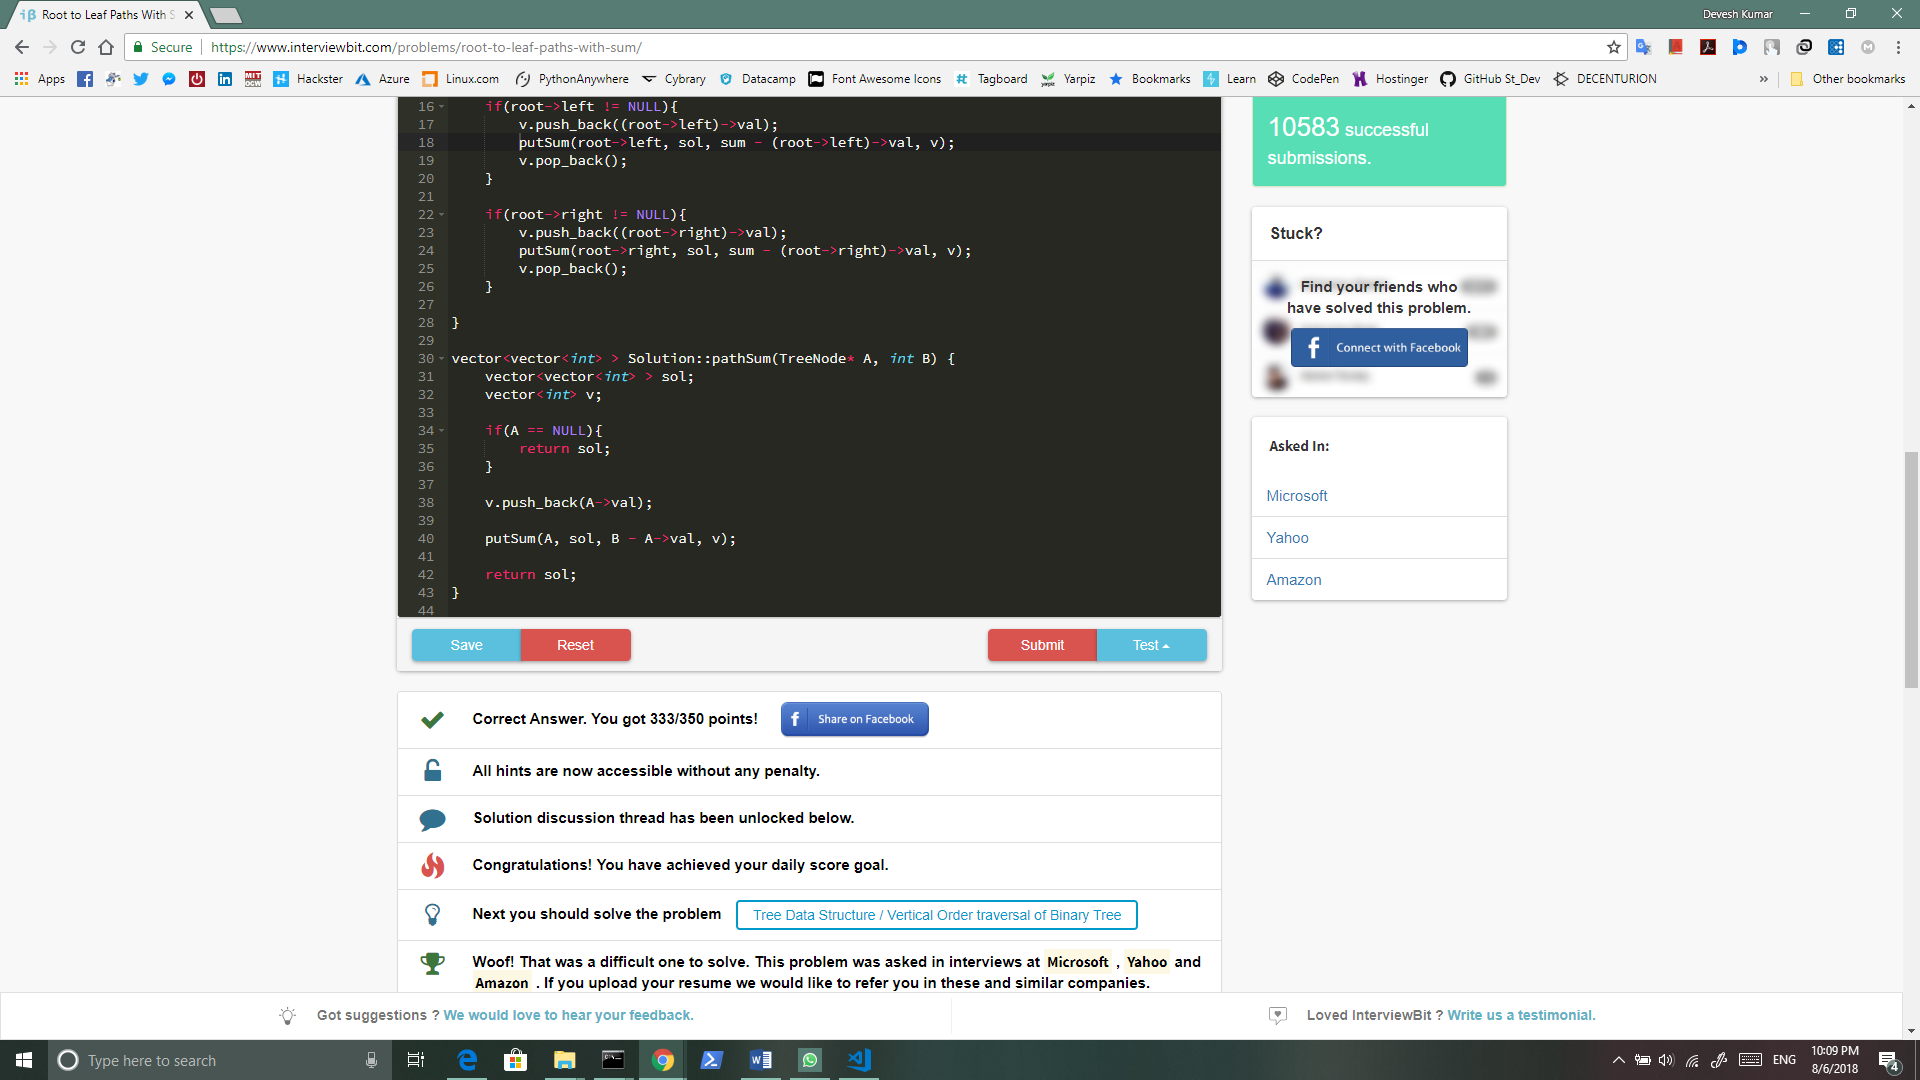 Root to Leaf Paths With S
Devesh Kumar
Secure
https://www.interviewbit.com/problems/root-to-leaf-paths-with-sum/
Apps
Hackster
Azure
Linux.com
PythonAnywhere
Cybrary
Datacamp
Font Awesome Icons
Tagboard
Yarpiz
Bookmarks
Learn
CodePen
Hostinger
GitHub St_Dev
DECENTURION
»
Other bookmarks
16 if(root->left != NULL){
17 v.push_back((root->left)->val);
18 putSum(root->left, sol, sum - (root->left)->val, v);
19 v.pop_back();
20 }
21
22 if(root->right != NULL){
23 v.push_back((root->right)->val);
24 putSum(root->right, sol, sum - (root->right)->val, v);
25 v.pop_back();
26 }
27
28 }
29
30 vector<vector<int> > Solution::pathSum(TreeNode* A, int B) {
31 vector<vector<int> > sol;
32 vector<int> v;
33
34 if(A == NULL){
35 return sol;
36 }
37
38 v.push_back(A->val);
39
40 putSum(A, sol, B - A->val, v);
41
42 return sol;
43 }
44
Save
Reset
Submit
Test
Correct Answer. You got 333/350 points!
f Share on Facebook
All hints are now accessible without any penalty.
Solution discussion thread has been unlocked below.
Congratulations! You have achieved your daily score goal.
Next you should solve the problem
Tree Data Structure / Vertical Order traversal of Binary Tree
Woof! That was a difficult one to solve. This problem was asked in interviews at Microsoft , Yahoo and
Amazon . If you upload your resume we would like to refer you in these and similar companies.
10583 successful
submissions.
Stuck?
Find your friends who
have solved this problem.
f Connect with Facebook
Asked In:
Microsoft
Yahoo
Amazon
Got suggestions ? We would love to hear your feedback.
Loved InterviewBit ? Write us a testimonial.
Type here to search
ENG
10:09 PM
8/6/2018
4